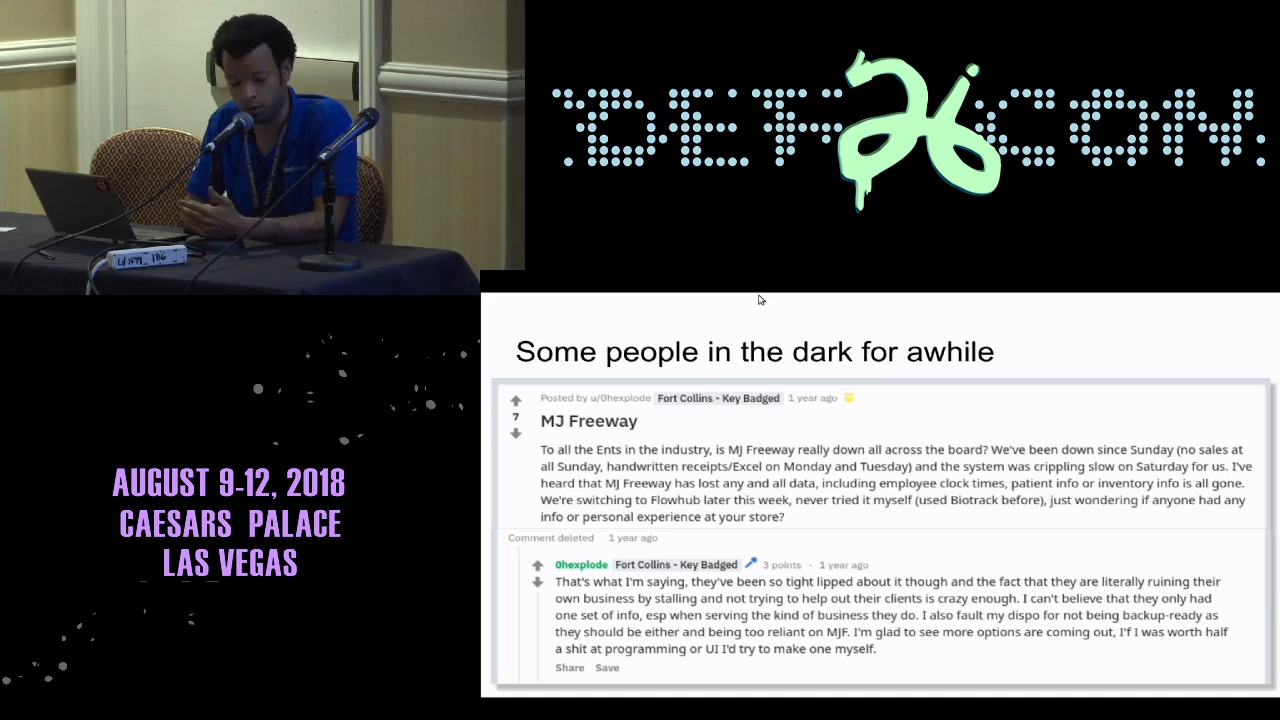 DEF 26 CON
Some people in the dark for awhile
Posted by u/0hexplode Fort Collins - Key Badged 1 year ago
7
MJ Freeway
To all the Ents in the industry, is MJ Freeway really down all across the board? We've been down since Sunday (no sales at
all Sunday, handwritten receipts/Excel on Monday and Tuesday) and the system was crippling slow on Saturday for us. I've
heard that MJ Freeway has lost any and all data, including employee clock times, patient info or inventory info is all gone.
We're switching to Flowhub later this week, never tried it myself (used Biotrack before), just wondering if anyone had any
info or personal experience at your store?
Comment deleted 1 year ago
0hexplode Fort Collins - Key Badged 3 points · 1 year ago
That's what I'm saying, they've been so tight lipped about it though and the fact that they are literally ruining their
own business by stalling and not trying to help out their clients is crazy enough. I can't believe that they only had
one set of info, esp when serving the kind of business they do. I also fault my dispo for not being backup-ready as
they should be either and being too reliant on MJF. I'm glad to see more options are coming out, I'f I was worth half
a shit at programming or UI I'd try to make one myself.
Share Save
AUGUST 9-12, 2018
CAESARS PALACE
LAS VEGAS